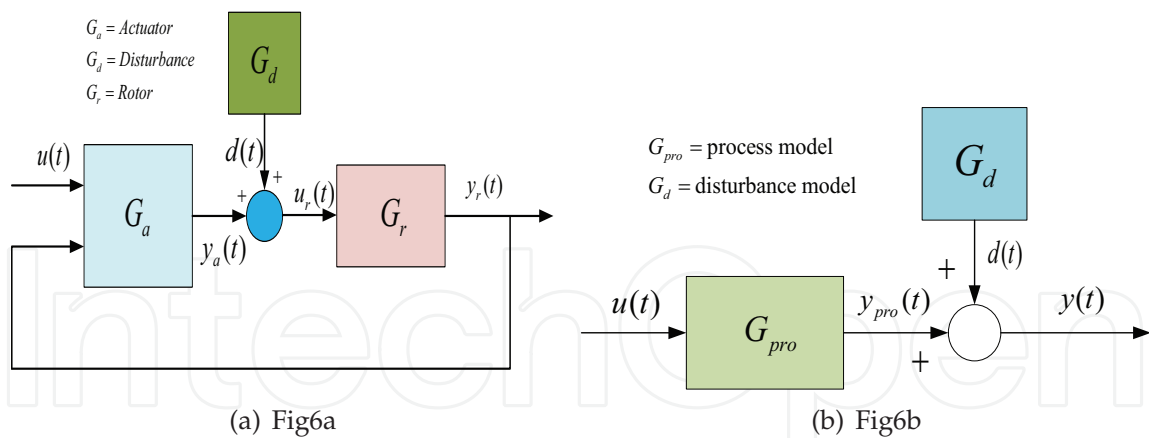 G_a = Actuator
G_d = Disturbance
G_r = Rotor
G_d
u(t)
d(t)
+
+
G_a
y_a(t)
u_r(t)
G_r
y_r(t)
(a) Fig6a
G_pro = process model
G_d = disturbance model
G_d
d(t)
+
u(t)
G_pro
y_pro(t)
+
y(t)
(b) Fig6b
IntechOpen